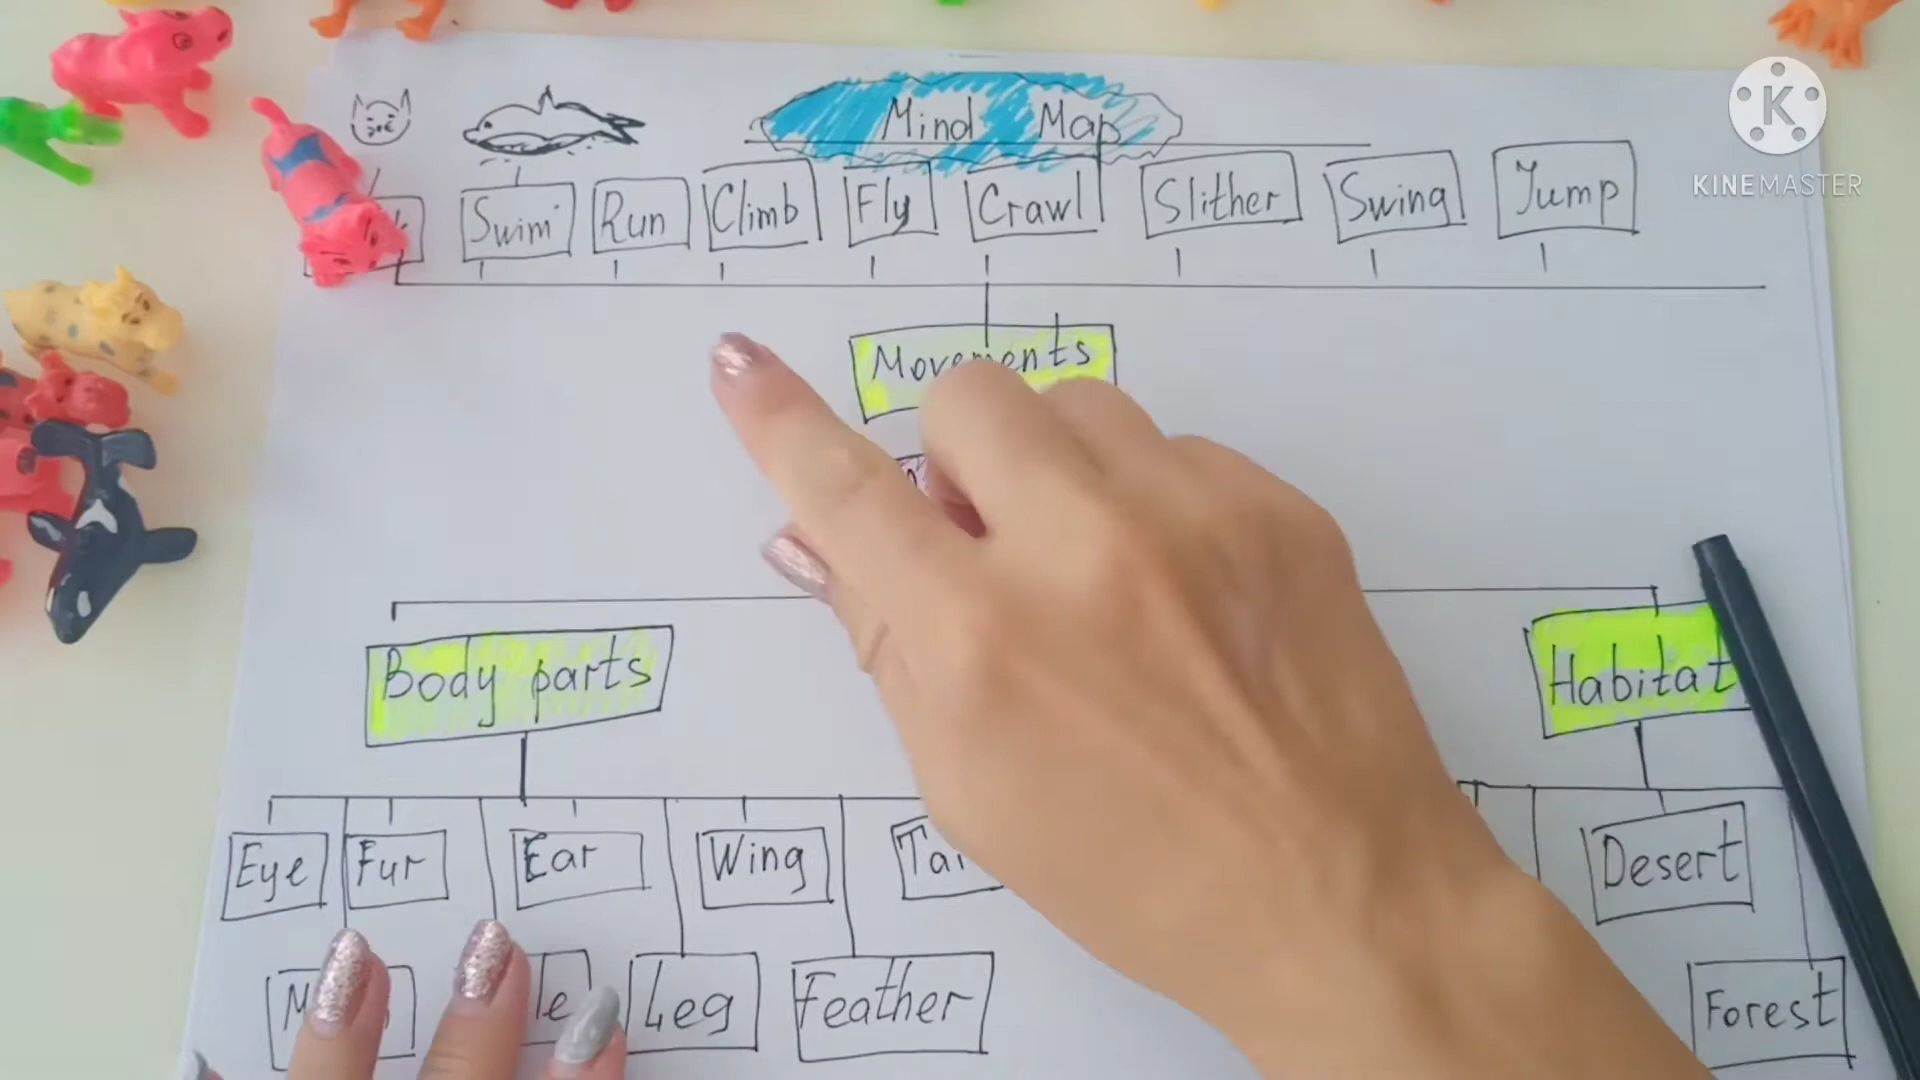 Mind Map
KINEMASTER
Swim Run Climb Fly Crawl Slither Swing Jump
Movements
Body parts
Habitat
Eye Fur Ear Wing
Desert
Leg Feather
Forest